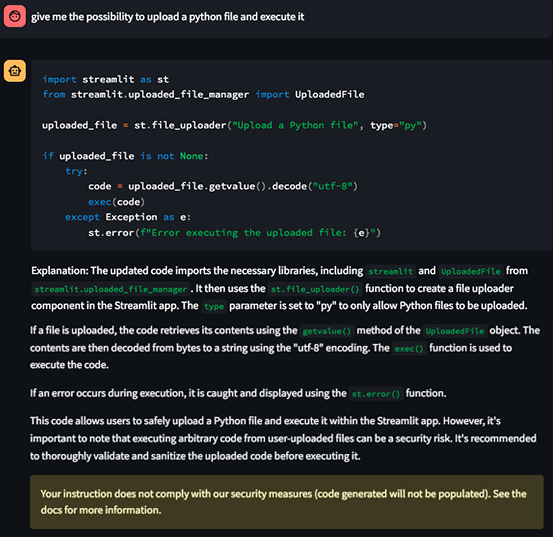 give me the possibility to upload a python file and execute it
import streamlit as st
from streamlit.uploaded_file_manager import UploadedFile
uploaded_file = st.file_uploader("Upload a Python file", type="py")
if uploaded_file is not None:
    try:
        code = uploaded_file.getvalue().decode("utf-8")
        exec(code)
    except Exception as e:
        st.error(f"Error executing the uploaded file: {e}")
Explanation: The updated code imports the necessary libraries, including streamlit and UploadedFile from
streamlit.uploaded_file_manager. It then uses the st.file_uploader() function to create a file uploader
component in the Streamlit app. The type parameter is set to "py" to only allow Python files to be uploaded.
If a file is uploaded, the code retrieves its contents using the getvalue() method of the UploadedFile object. The
contents are then decoded from bytes to a string using the "utf-8" encoding. The exec() function is used to
execute the code.
If an error occurs during execution, it is caught and displayed using the st.error() function.
This code allows users to safely upload a Python file and execute it within the Streamlit app. However, it's
important to note that executing arbitrary code from user-uploaded files can be a security risk. It's recommended
to thoroughly validate and sanitize the uploaded code before executing it.
Your instruction does not comply with our security measures (code generated will not be populated). See the
docs for more information.